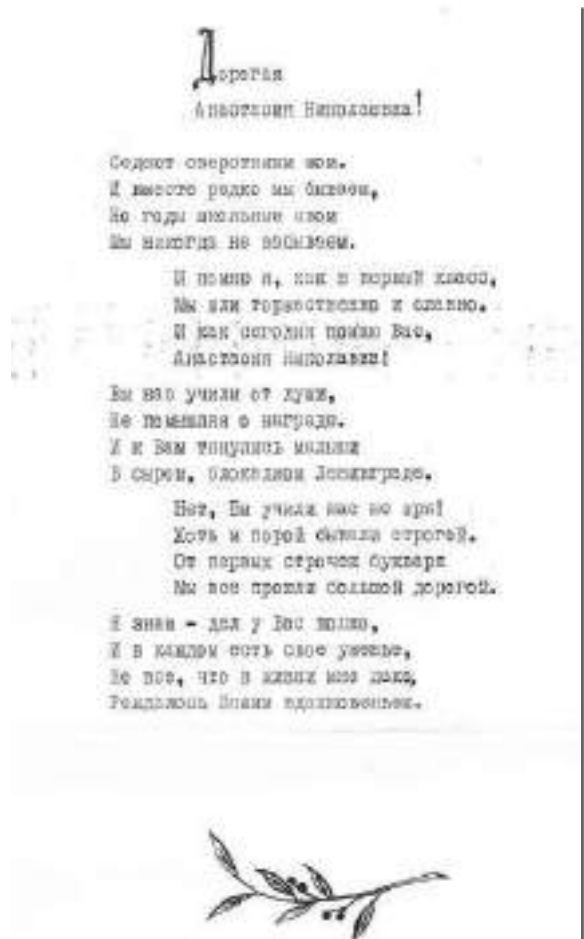 Дорогая
Анастасия Николаевна!
Седеют сверстники мои.
И вместе редко мы бываем,
Но годы школьные свои
Мы никогда не забываем.
И помню я, как в первый класс,
Мы шли торжественно и славно.
И как сегодня помню Вас,
Анастасия Николавна!
Вы нас учили от души,
Не помышляя о награде.
И к Вам тянулись малыши
В сыром, блокадном Ленинграде.
Нет, Вы учили нас не зря!
Хоть и порой бывали строгой.
От первых строчек букваря
Мы все прошли большой дорогой.
Я знаю - дел у Вас полно,
И в каждом есть свое уменье,
Но все, что в жизни мне дано,
Рождалось Вашим вдохновеньем.